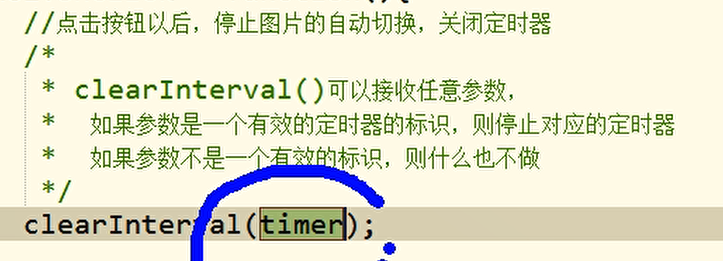 //点击按钮以后，停止图片的自动切换，关闭定时器
/*
* clearInterval()可以接收任意参数，
* 如果参数是一个有效的定时器的标识，则停止对应的定时器
* 如果参数不是一个有效的标识，则什么也不做
*/
clearInterval(timer);